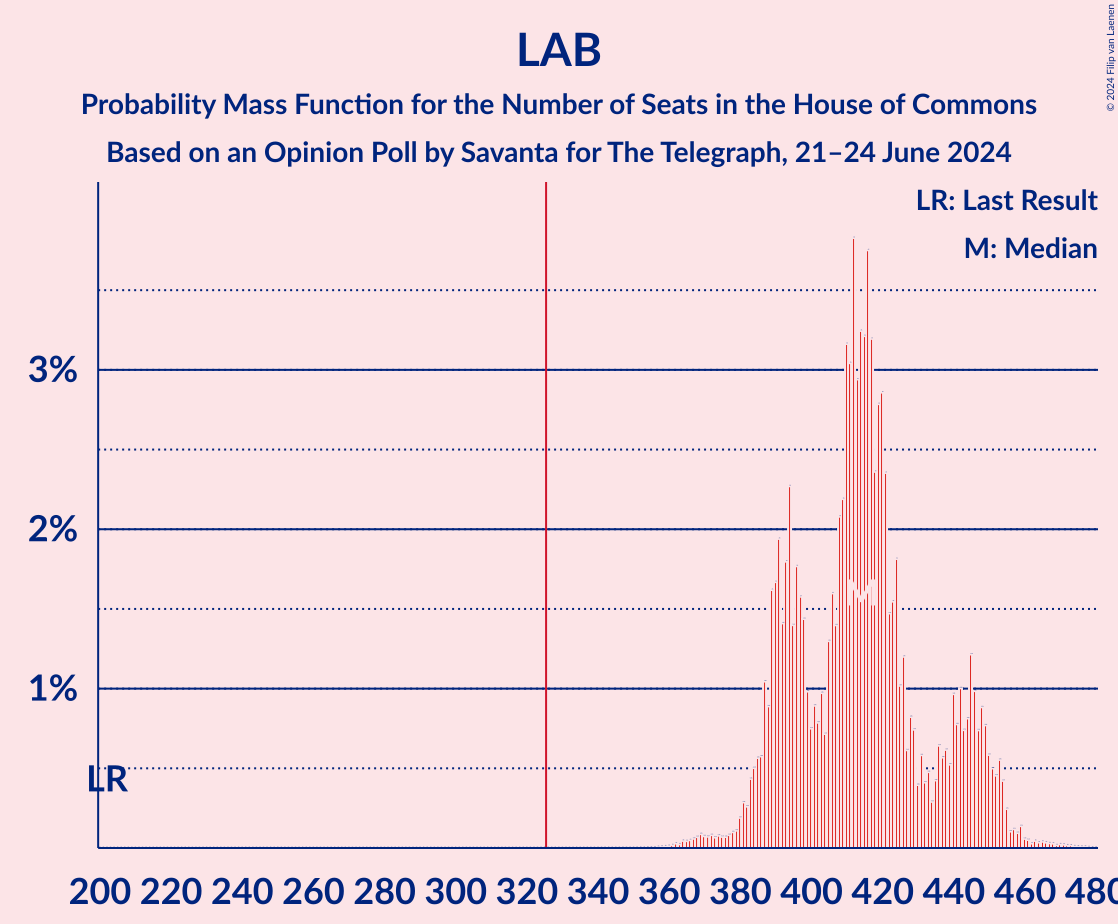 LAB
Probability Mass Function for the Number of Seats in the House of Commons
Based on an Opinion Poll by Savanta for The Telegraph, 21–24 June 2024
© 2024 Filip van Laenen
LR: Last Result
M: Median
3%
2%
1%
LR
200 220 240 260 280 300 320 340 360 380 400 420 440 460 480